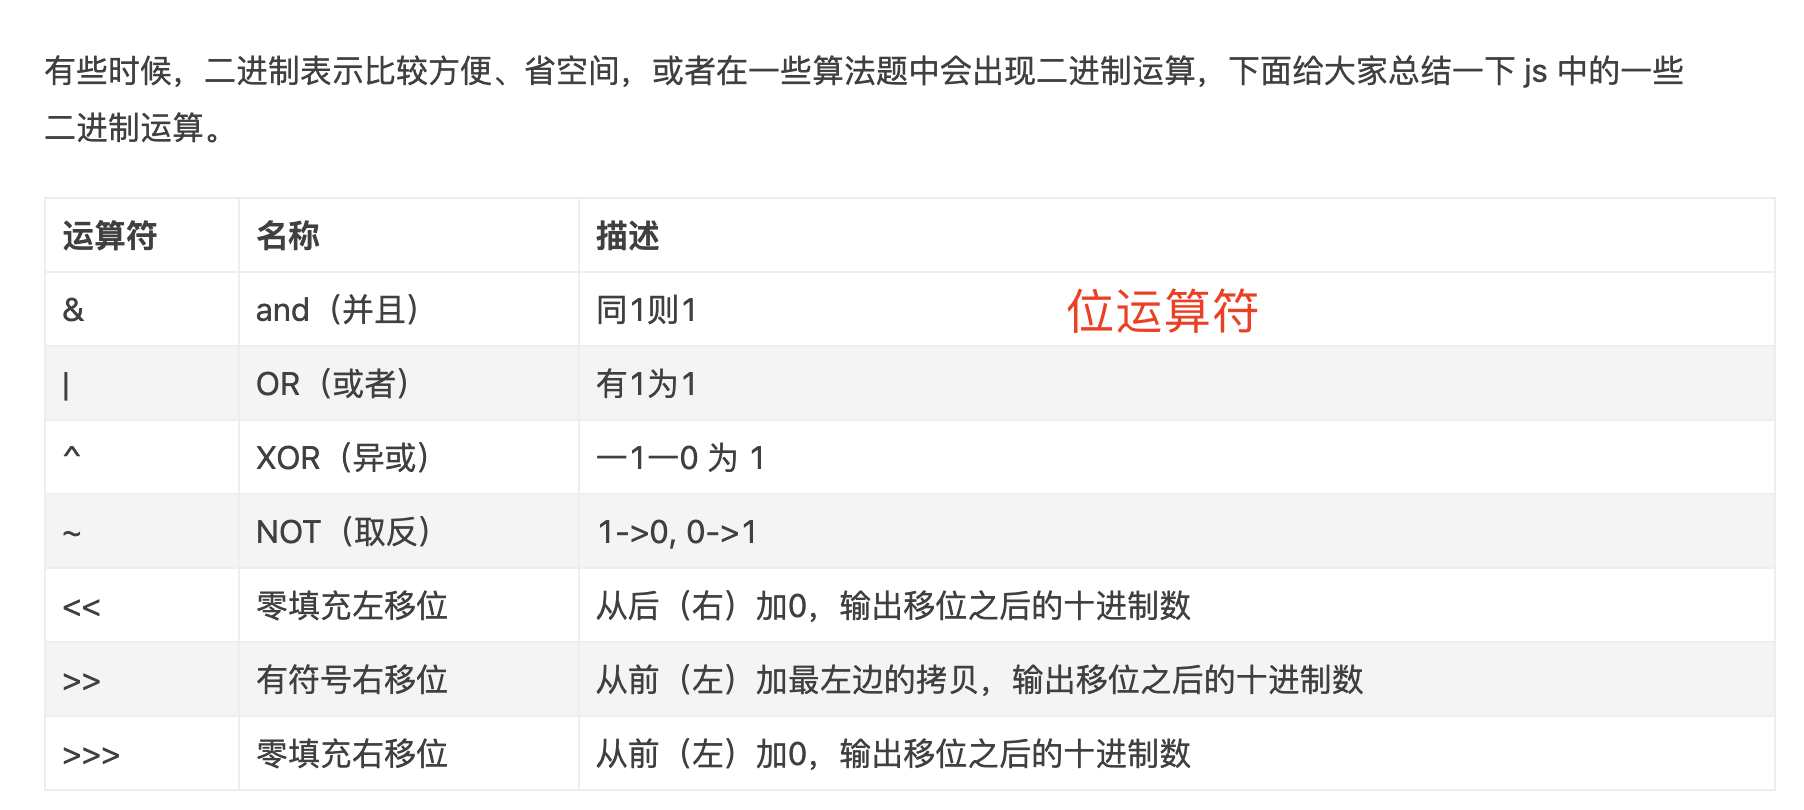 有些时候，二进制表示比较方便、省空间，或者在一些算法题中会出现二进制运算，下面给大家总结一下 js 中的一些
二进制运算。
运算符 名称 描述
& and（并且） 同1则1 位运算符
| OR（或者） 有1为1
^ XOR（异或） 一1一0 为 1
~ NOT（取反） 1->0, 0->1
<< 零填充左移位 从后（右）加0，输出移位之后的十进制数
>> 有符号右移位 从前（左）加最左边的拷贝，输出移位之后的十进制数
>>> 零填充右移位 从前（左）加0，输出移位之后的十进制数